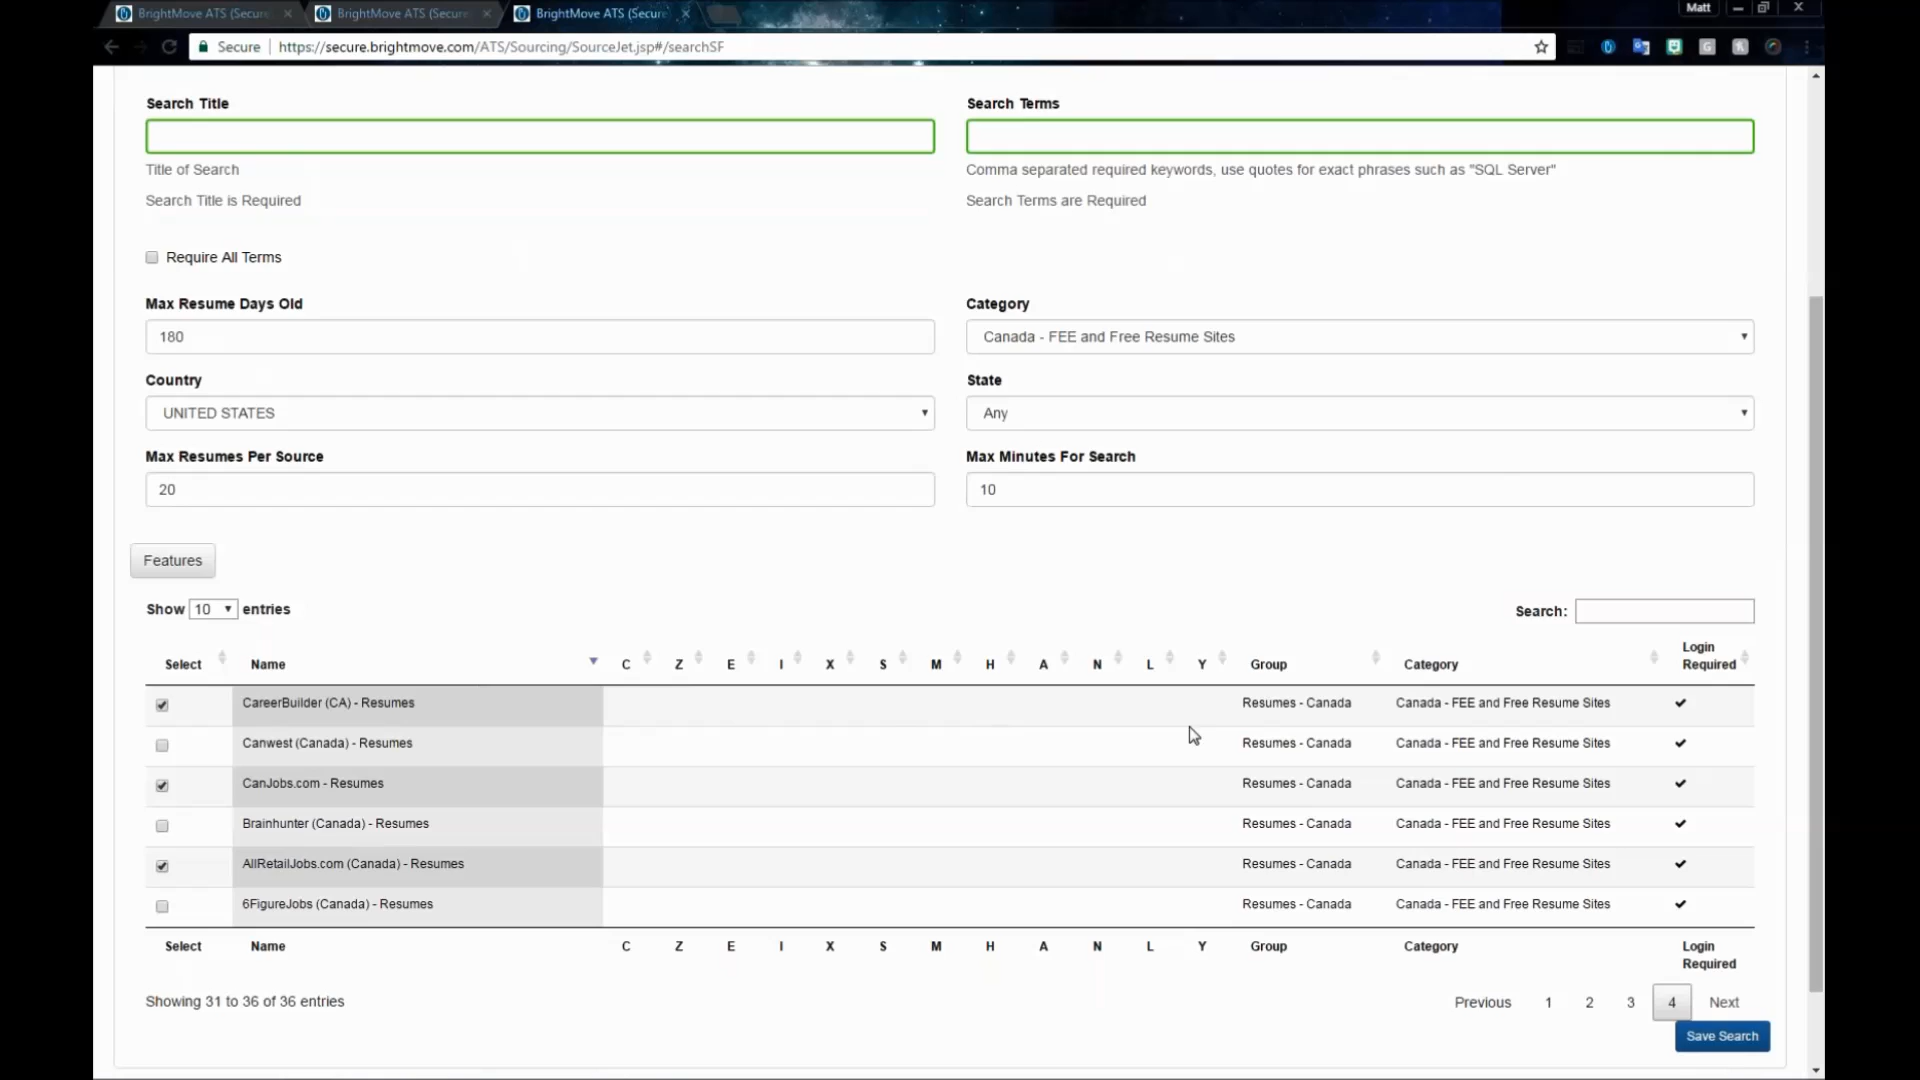 BrightMove ATS (Secure
BrightMove ATS (Secure
BrightMove ATS (Secure
Matt
Secure
https://secure.brightmove.com/ATS/Sourcing/SourceJet.jsp#/searchSF
Search Title
Search Terms
Title of Search
Comma separated required keywords, use quotes for exact phrases such as "SQL Server"
Search Title is Required
Search Terms are Required
Require All Terms
Max Resume Days Old
Category
180
Canada - FEE and Free Resume Sites
Country
State
UNITED STATES
Any
Max Resumes Per Source
Max Minutes For Search
20
10
Features
Show 10 entries
Search:
Select Name C Z E I X S M H A N L Y Group Category Login Required
CareerBuilder (CA) - Resumes Resumes - Canada Canada - FEE and Free Resume Sites
Canwest (Canada) - Resumes Resumes - Canada Canada - FEE and Free Resume Sites
CanJobs.com - Resumes Resumes - Canada Canada - FEE and Free Resume Sites
Brainhunter (Canada) - Resumes Resumes - Canada Canada - FEE and Free Resume Sites
AllRetailJobs.com (Canada) - Resumes Resumes - Canada Canada - FEE and Free Resume Sites
6FigureJobs (Canada) - Resumes Resumes - Canada Canada - FEE and Free Resume Sites
Select Name C Z E I X S M H A N L Y Group Category Login Required
Showing 31 to 36 of 36 entries
Previous 1 2 3 4 Next
Save Search